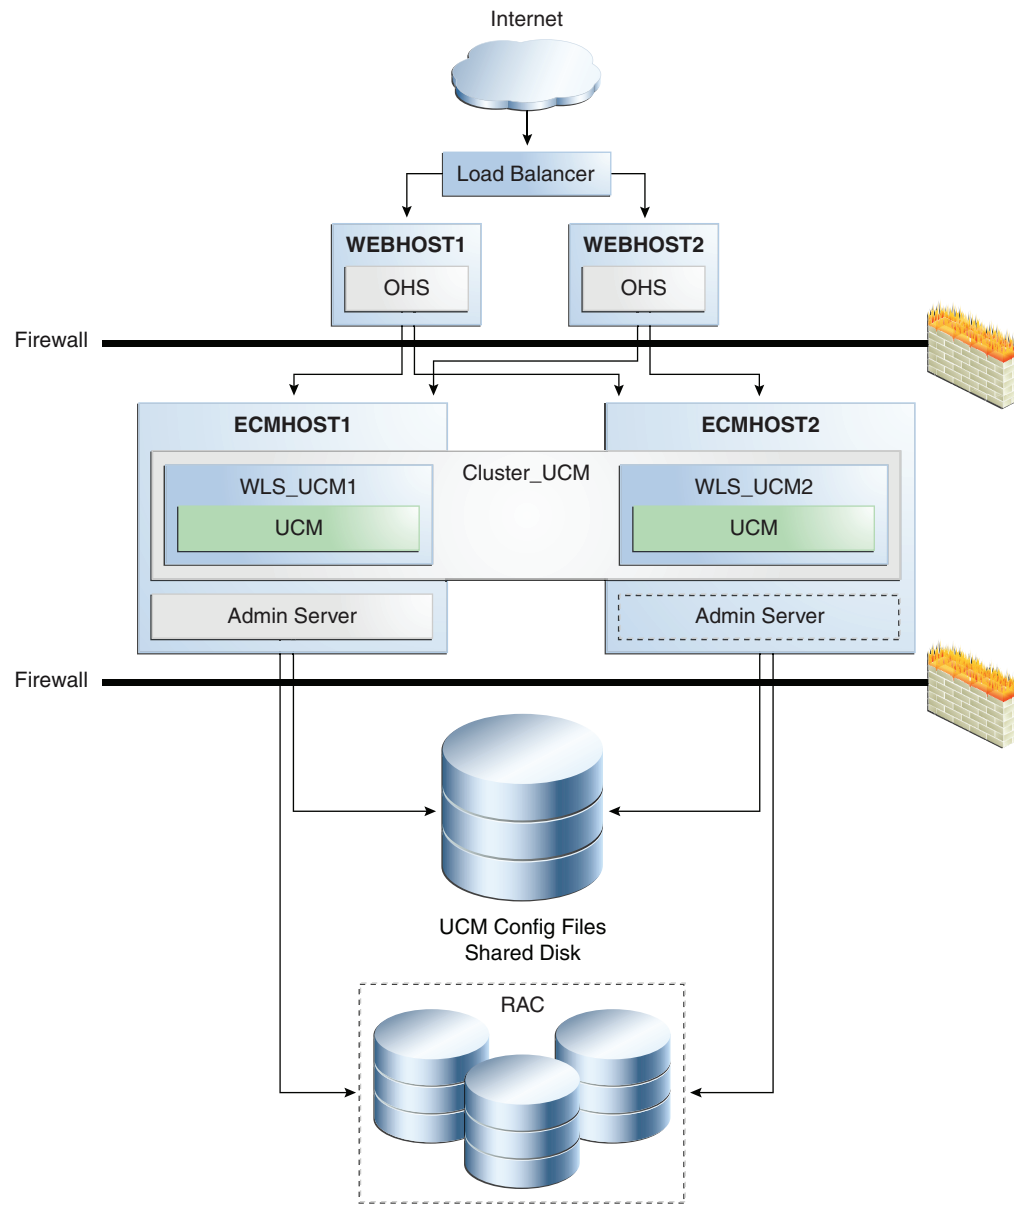 Internet
Load Balancer
WEBHOST1
WEBHOST2
OHS
OHS
Firewall
ECMHOST1
ECMHOST2
Cluster_UCM
WLS_UCM1
WLS_UCM2
UCM
UCM
Admin Server
Admin Server
Firewall
UCM Config Files
Shared Disk
RAC